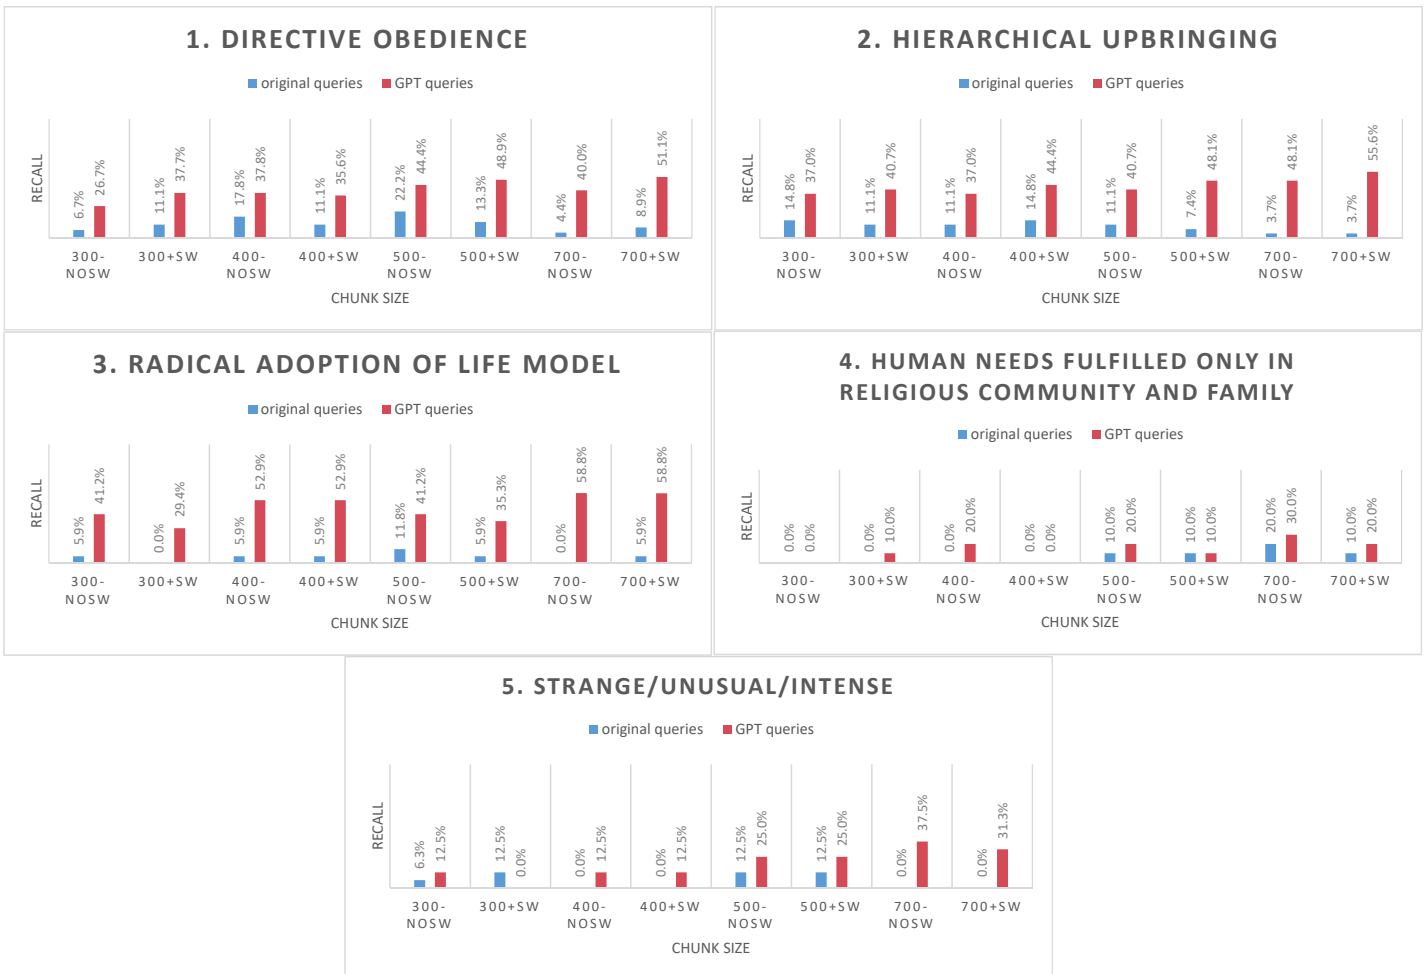 1. DIRECTIVE OBEDIENCE
original queries GPT queries
RECALL
6.7% 26.7% 11.1% 37.7% 17.8% 37.8% 11.1% 35.6% 22.2% 44.4% 13.3% 48.9% 4.4% 40.0% 8.9% 51.1%
300-NOSW 300+SW 400-NOSW 400+SW 500-NOSW 500+SW 700-NOSW 700+SW
CHUNK SIZE
2. HIERARCHICAL UPBRINGING
original queries GPT queries
RECALL
14.8% 37.0% 11.1% 40.7% 11.1% 37.0% 14.8% 44.4% 11.1% 40.7% 7.4% 48.1% 3.7% 48.1% 3.7% 55.6%
300-NOSW 300+SW 400-NOSW 400+SW 500-NOSW 500+SW 700-NOSW 700+SW
CHUNK SIZE
3. RADICAL ADOPTION OF LIFE MODEL
original queries GPT queries
RECALL
5.9% 41.2% 0.0% 29.4% 5.9% 52.9% 5.9% 52.9% 11.8% 41.2% 5.9% 35.3% 0.0% 58.8% 5.9% 58.8%
300-NOSW 300+SW 400-NOSW 400+SW 500-NOSW 500+SW 700-NOSW 700+SW
CHUNK SIZE
4. HUMAN NEEDS FULFILLED ONLY IN
RELIGIOUS COMMUNITY AND FAMILY
original queries GPT queries
RECALL
0.0% 0.0% 0.0% 10.0% 0.0% 20.0% 0.0% 0.0% 10.0% 20.0% 10.0% 10.0% 20.0% 30.0% 10.0% 20.0%
300-NOSW 300+SW 400-NOSW 400+SW 500-NOSW 500+SW 700-NOSW 700+SW
CHUNK SIZE
5. STRANGE/UNUSUAL/INTENSE
original queries GPT queries
RECALL
6.3% 12.5% 12.5% 0.0% 0.0% 12.5% 0.0% 12.5% 12.5% 25.0% 12.5% 25.0% 0.0% 37.5% 0.0% 31.3%
300-NOSW 300+SW 400-NOSW 400+SW 500-NOSW 500+SW 700-NOSW 700+SW
CHUNK SIZE